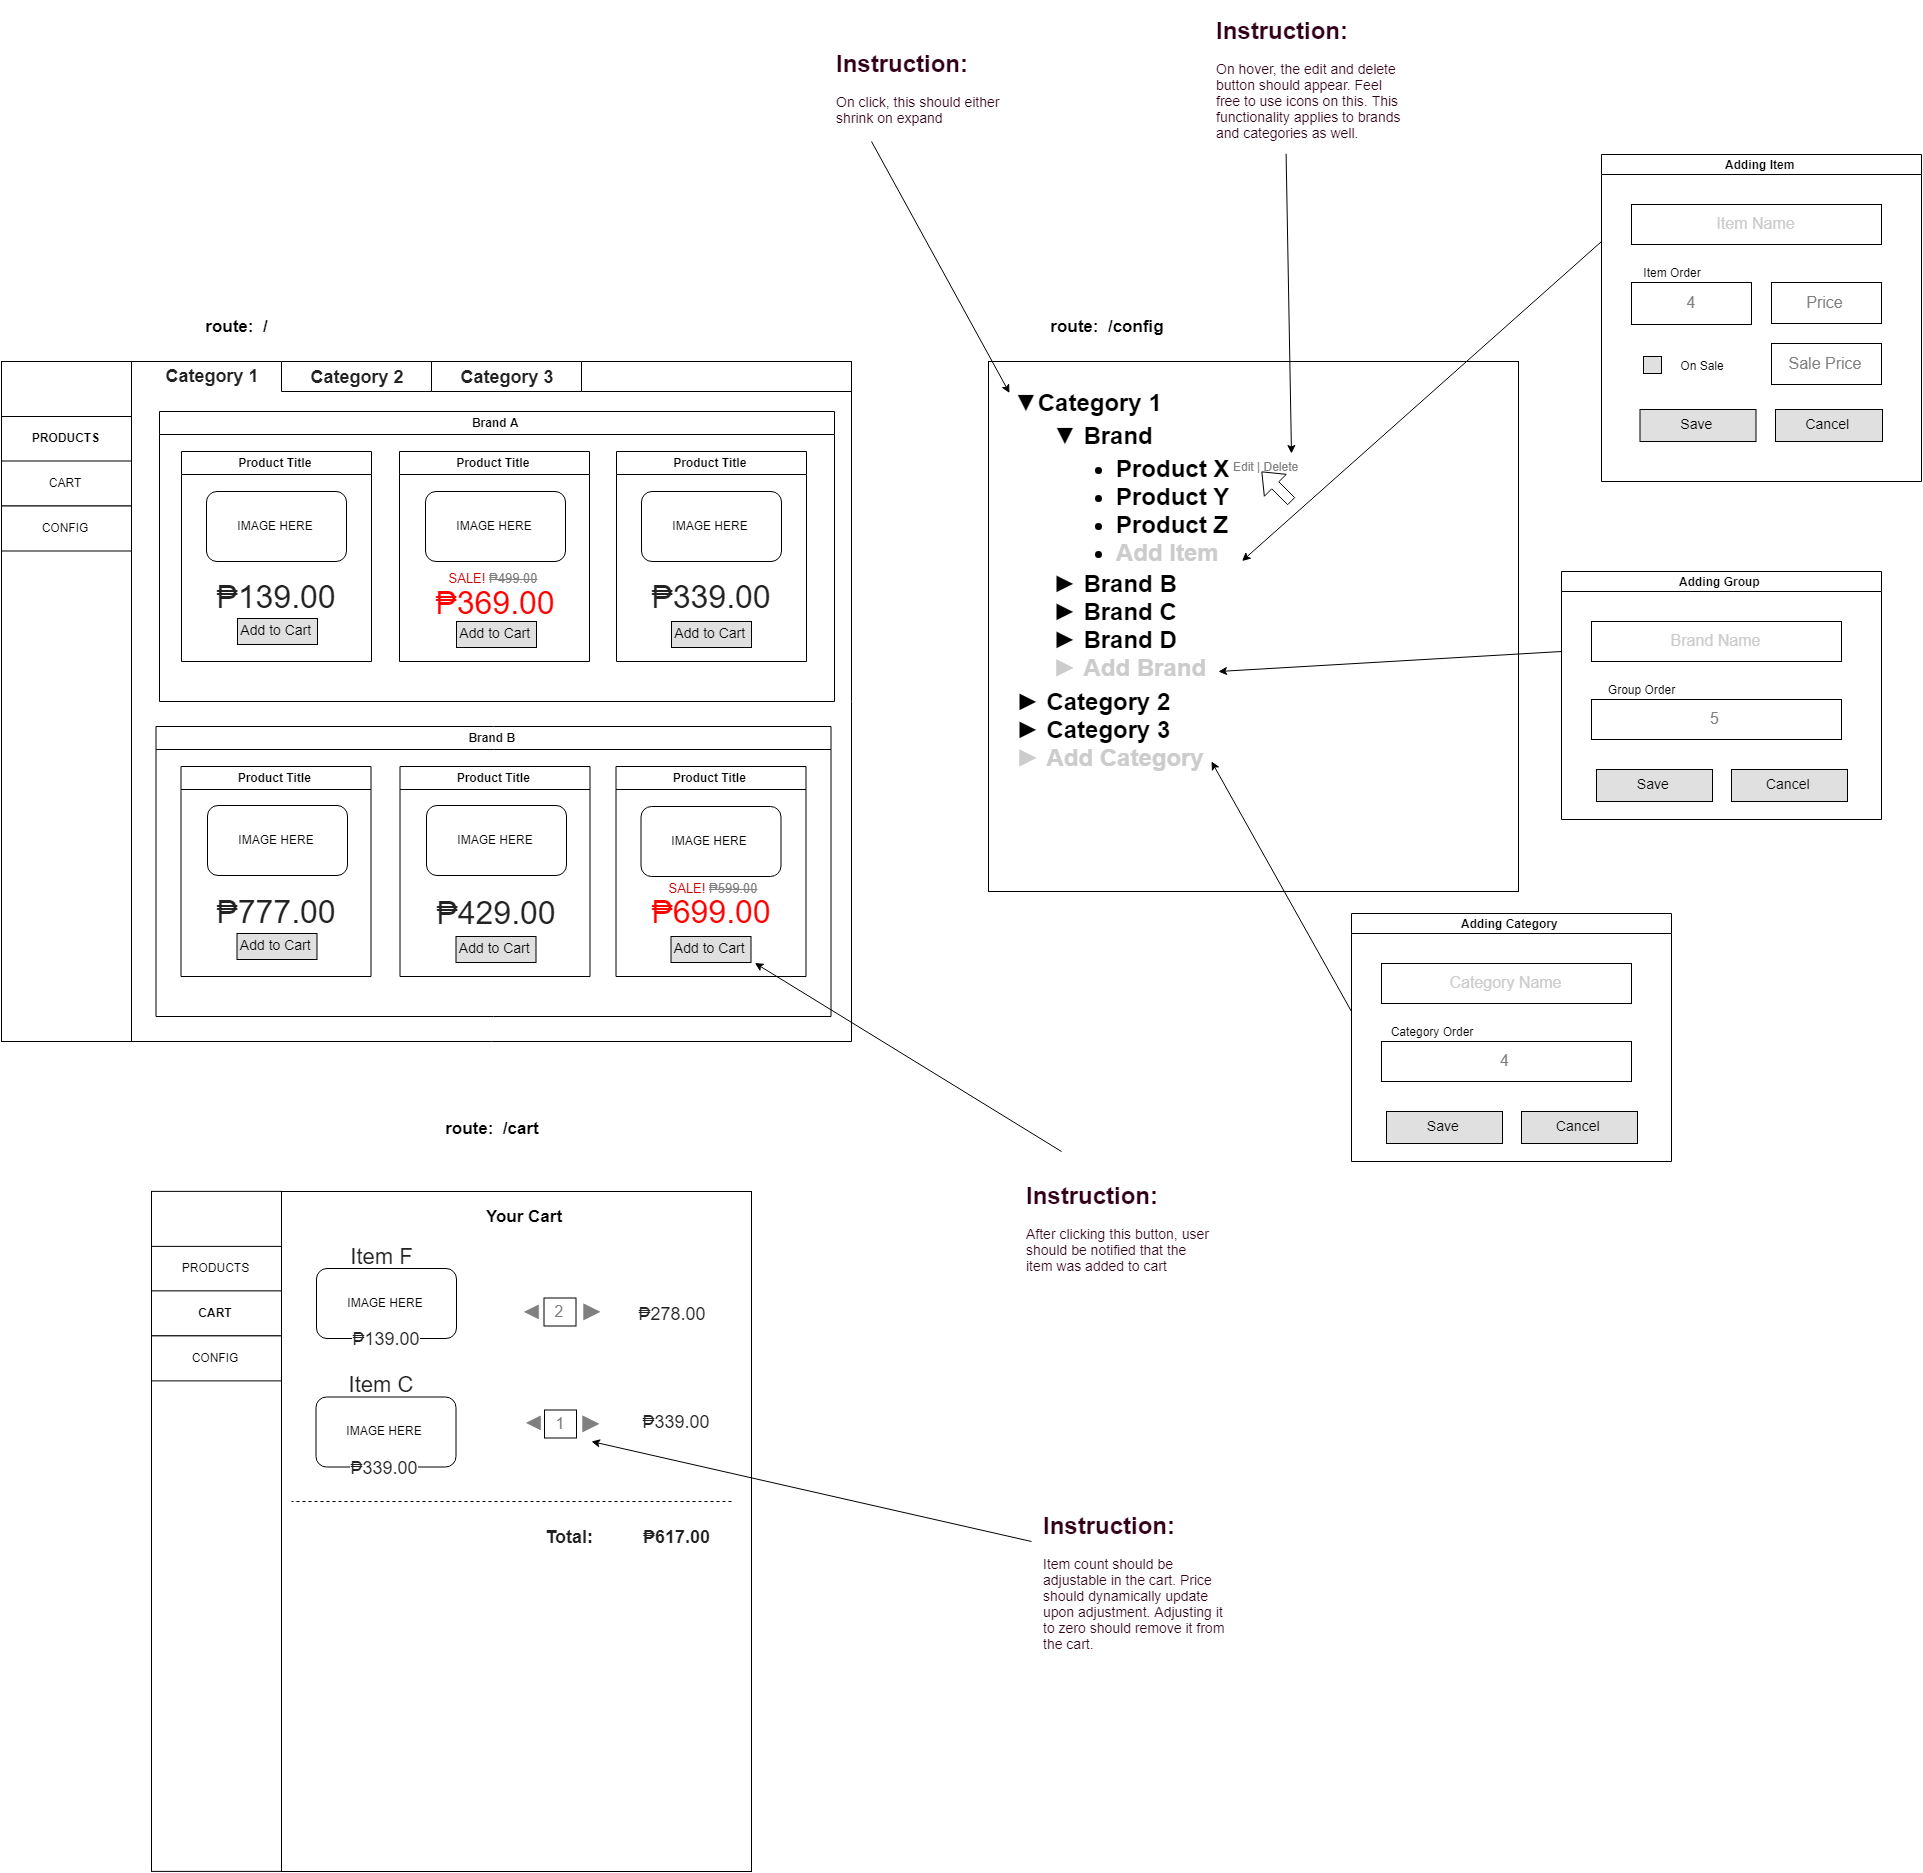 Instruction:
On click, this should either
shrink on expand
Instruction:
On hover, the edit and delete
button should appear. Feel
free to use icons on this. This
functionality applies to brands
and categories as well.
route: /
Category 1
Category 2
Category 3
PRODUCTS
CART
CONFIG
Brand A
Product Title
IMAGE HERE
₱139.00
Add to Cart
Product Title
IMAGE HERE
SALE! ₱499.00
₱369.00
Add to Cart
Product Title
IMAGE HERE
₱339.00
Add to Cart
Brand B
Product Title
IMAGE HERE
₱777.00
Add to Cart
Product Title
IMAGE HERE
₱429.00
Add to Cart
Product Title
IMAGE HERE
SALE! ₱599.00
₱699.00
Add to Cart
route: /config
▼Category 1
▼ Brand
• Product X Edit | Delete
• Product Y
• Product Z
• Add Item
► Brand B
► Brand C
► Brand D
► Add Brand
► Category 2
► Category 3
► Add Category
Adding Item
Item Name
Item Order
4
Price
On Sale
Sale Price
Save
Cancel
Adding Group
Brand Name
Group Order
5
Save
Cancel
Adding Category
Category Name
Category Order
4
Save
Cancel
Instruction:
After clicking this button, user
should be notified that the
item was added to cart
route: /cart
PRODUCTS
CART
CONFIG
Your Cart
Item F
IMAGE HERE
₱139.00
2
₱278.00
Item C
IMAGE HERE
₱339.00
1
₱339.00
Total: ₱617.00
Instruction:
Item count should be
adjustable in the cart. Price
should dynamically update
upon adjustment. Adjusting it
to zero should remove it from
the cart.